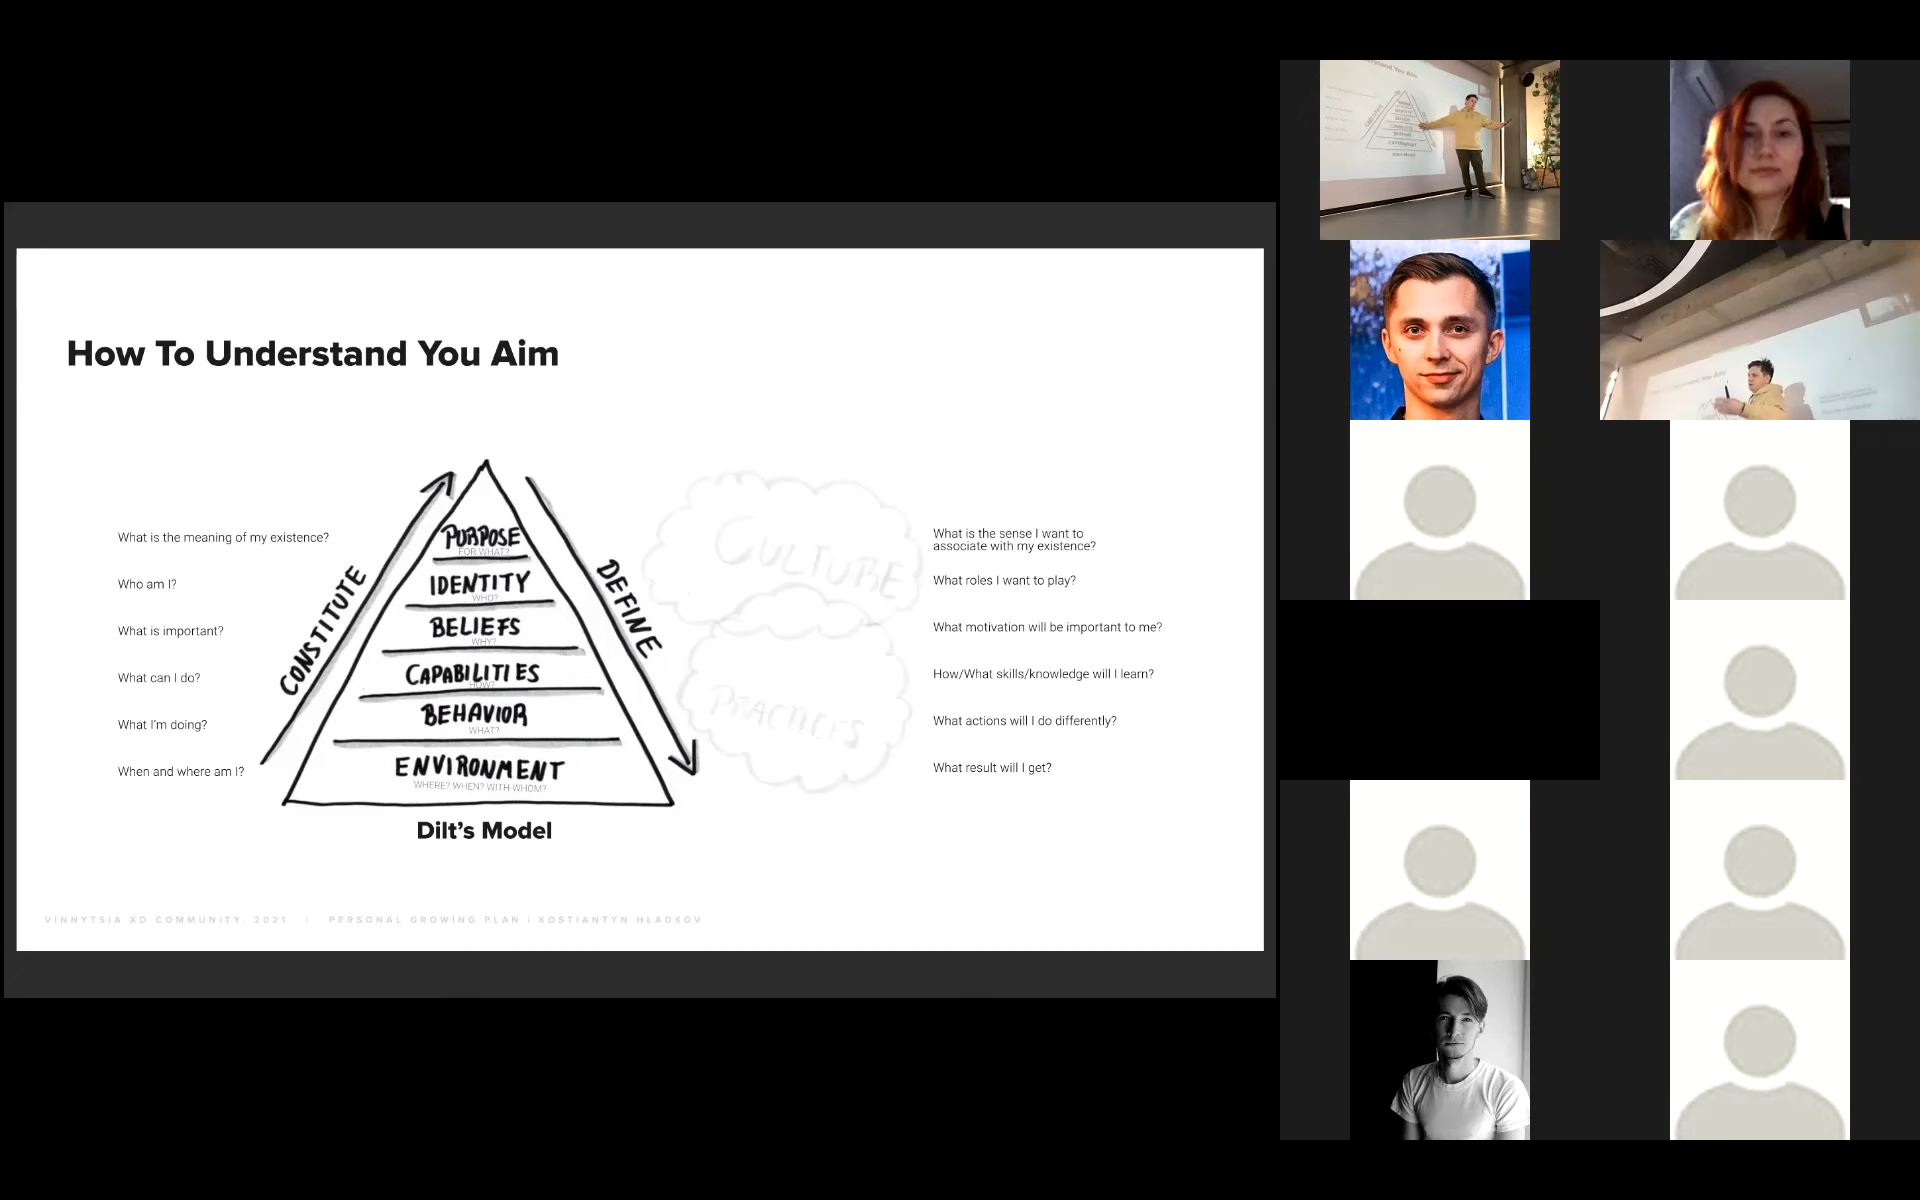 How To Understand You Aim
What is the meaning of my existence?
Who am I?
What is important?
What can I do?
What I'm doing?
When and where am I?
CONSTITUTE
PURPOSE
FOR WHAT?
IDENTITY
WHO?
BELIEFS
WHY?
CAPABILITIES
HOW?
BEHAVIOR
WHAT?
ENVIRONMENT
WHERE? WHEN? WITH WHOM?
DEFINE
Dilt's Model
CULTURE
PRACTICES
What is the sense I want to
associate with my existence?
What roles I want to play?
What motivation will be important to me?
How/What skills/knowledge will I learn?
What actions will I do differently?
What result will I get?
VINNYTSIA XD COMMUNITY. 2021 | PERSONAL GROWING PLAN | KOSTIANTYN HLADKOV